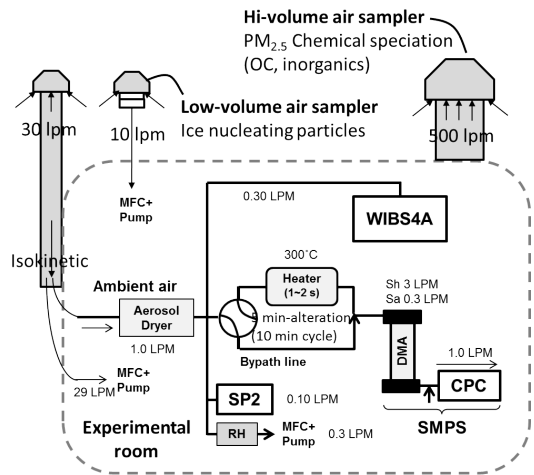 Hi-volume air sampler
PM2.5 Chemical speciation
(OC, inorganics)
Low-volume air sampler
Ice nucleating particles
30 lpm
10 lpm
500 lpm
MFC+
Pump
0.30 LPM
WIBS4A
Isokinetic
Ambient air
300˚C
Heater
(1~2 s)
Sh 3 LPM
Sa 0.3 LPM
Aerosol
Dryer
1.0 LPM
5 min-alteration
(10 min cycle)
Bypath line
DMA
1.0 LPM
CPC
SMPS
29 LPM
MFC+
Pump
SP2
0.10 LPM
RH
MFC+
Pump
0.3 LPM
Experimental
room